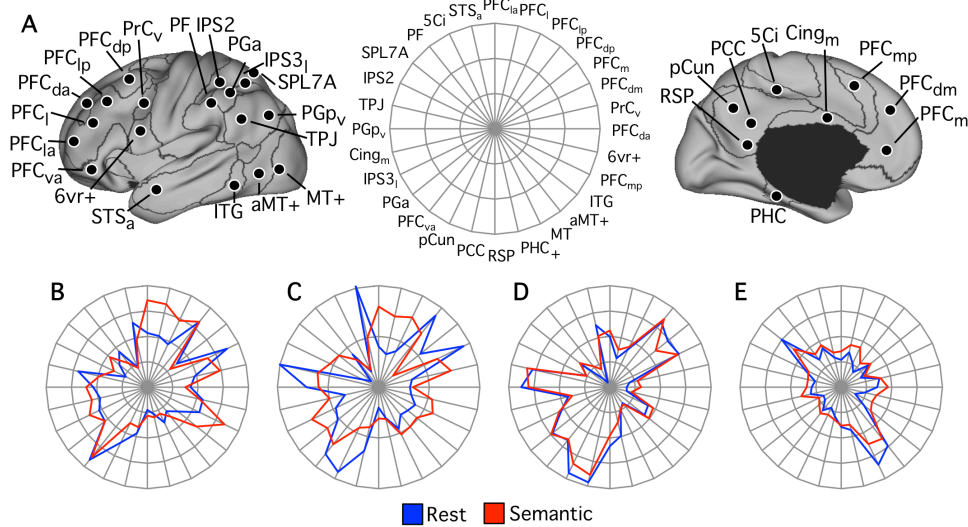 A
PrCv
PF IPS2
PFCdp
PGa
PFClp
IPS3l
PFCda
SPL7A
PFCl
PGpv
PFCla
TPJ
PFCva
6vr+
STSa
ITG
aMT+
MT+
5Ci
STSa
PFCla
PFCl
PFClp
PFCdp
PFCm
PFCdm
PrCv
PFCda
6vr+
PFCmp
ITG
aMT+
MT
PHC+
RSP
PCC
pCun
PFCva
PGa
IPS3l
Cingm
PGpv
TPJ
IPS2
SPL7A
PF
5Ci
Cingm
PCC
PFCmp
pCun
PFCdm
RSP
PFCm
PHC
B
C
D
E
Rest
Semantic